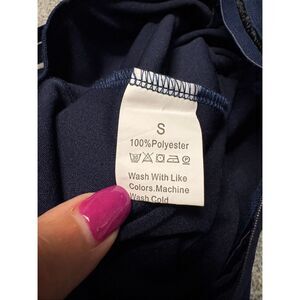 S
100%Polyester
Wash With Like
Colors.Machine
Wash Cold